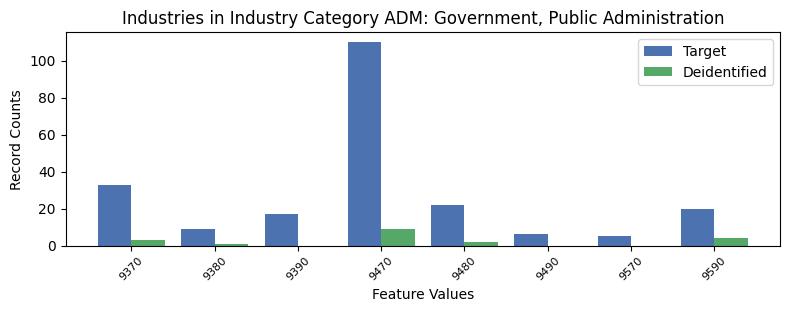 Industries in Industry Category ADM: Government, Public Administration
Target
Deidentified
Record Counts
100
80
60
40
20
0
9370
9380
9390
9470
9480
9490
9570
9590
Feature Values